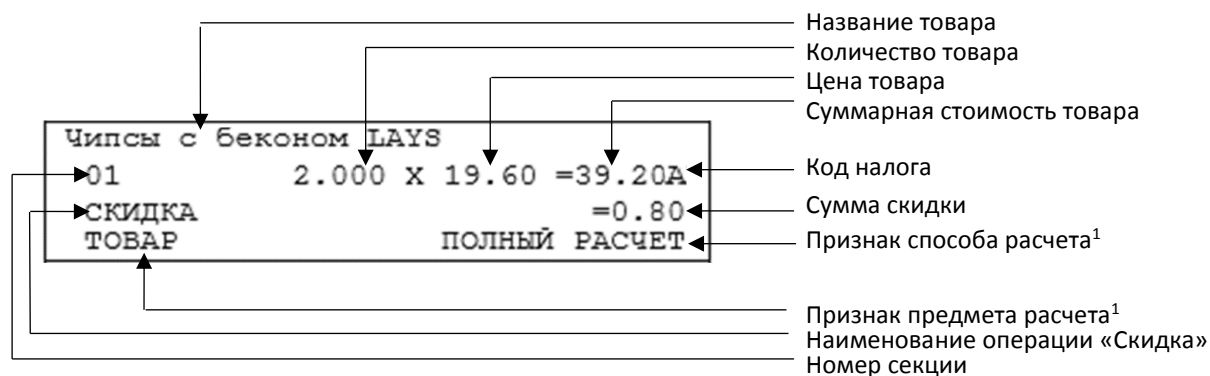 Название товара
Количество товара
Цена товара
Суммарная стоимость товара
Чипсы с беконом LAYS
01 2.000 X 19.60 =39.20А
Код налога
СКИДКА =0.80
Сумма скидки
ТОВАР ПОЛНЫЙ РАСЧЕТ
Признак способа расчета¹
Признак предмета расчета¹
Наименование операции «Скидка»
Номер секции